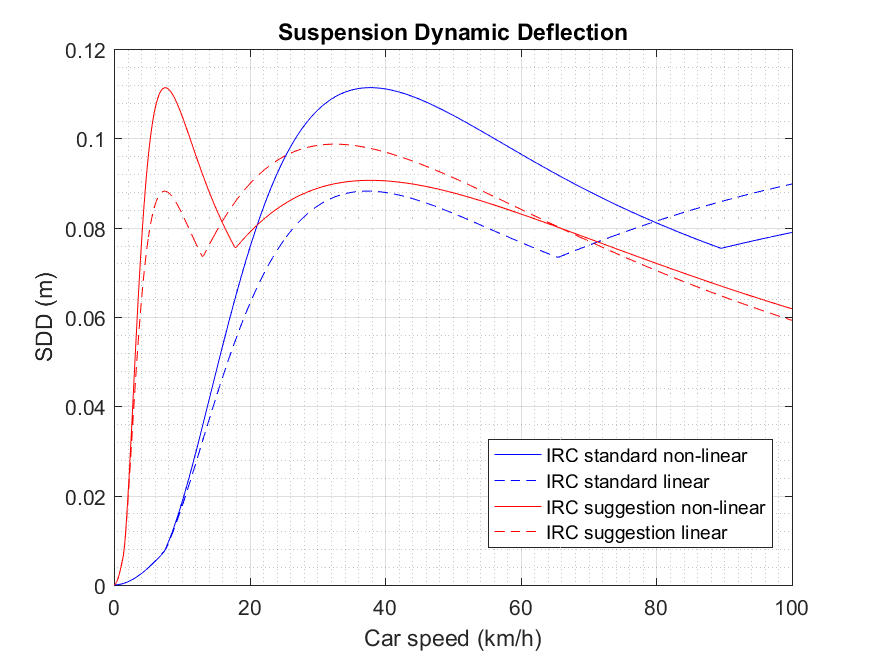 Suspension Dynamic Deflection
0.12
0.1
0.08
0.06
0.04
0.02
0
SDD (m)
IRC standard non-linear
IRC standard linear
IRC suggestion non-linear
IRC suggestion linear
0 20 40 60 80 100
Car speed (km/h)